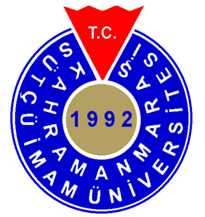 T.C.
KAHRAMANMARAŞ
SÜTÇÜ İMAM ÜNİVERSİTESİ
1992